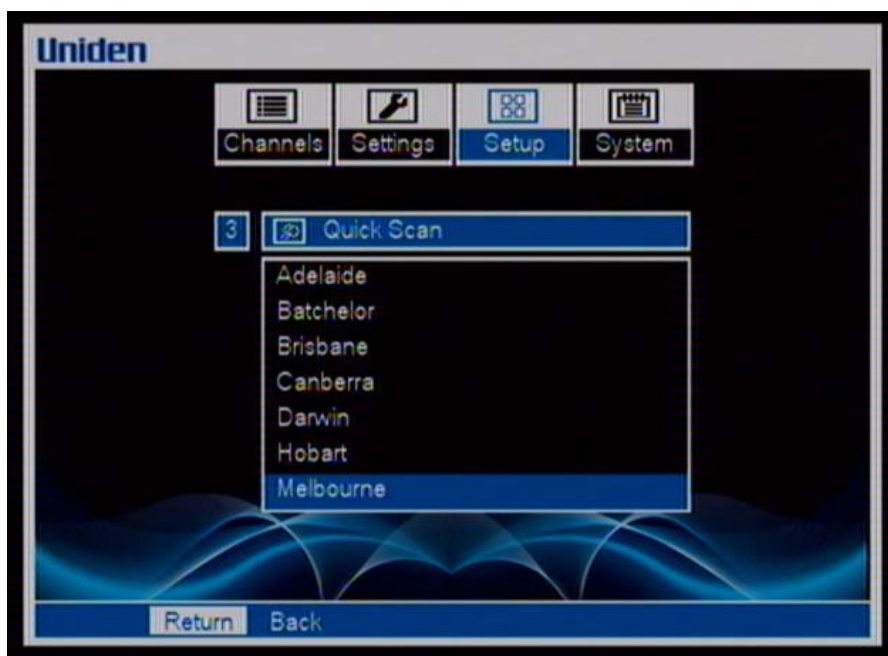 Uniden
Channels Settings Setup System
3 Quick Scan
Adelaide
Batchelor
Brisbane
Canberra
Darwin
Hobart
Melbourne
Return Back